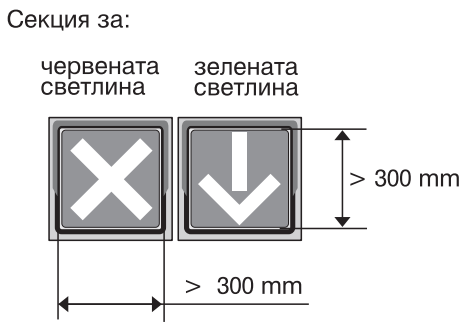 Секция за:
червената светлина
зелената светлина
> 300 mm
> 300 mm